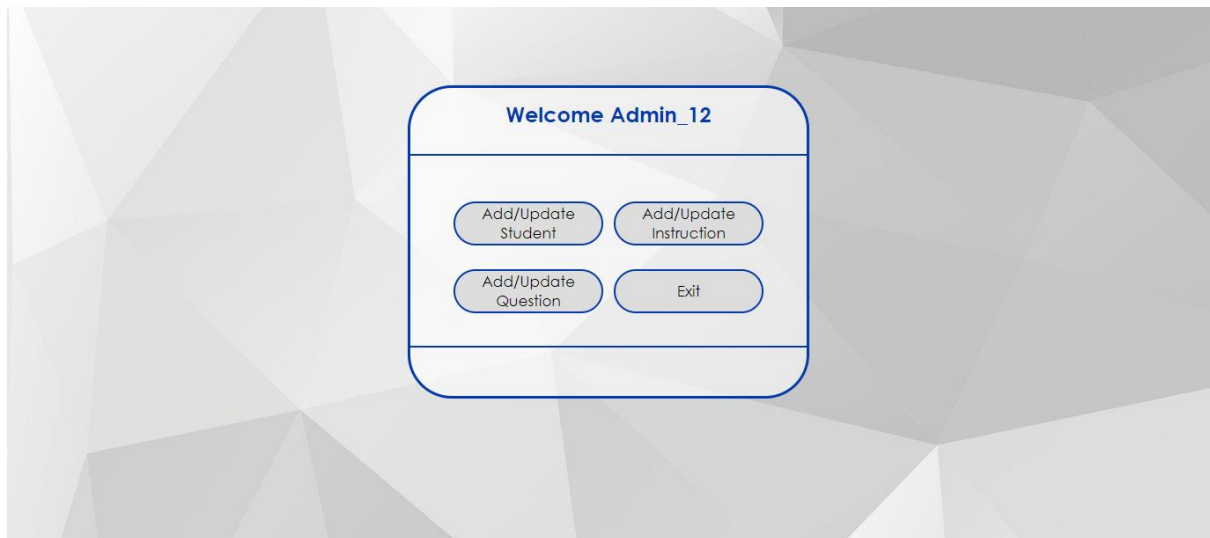 Welcome Admin_12
Add/Update
Student
Add/Update
Instruction
Add/Update
Question
Exit